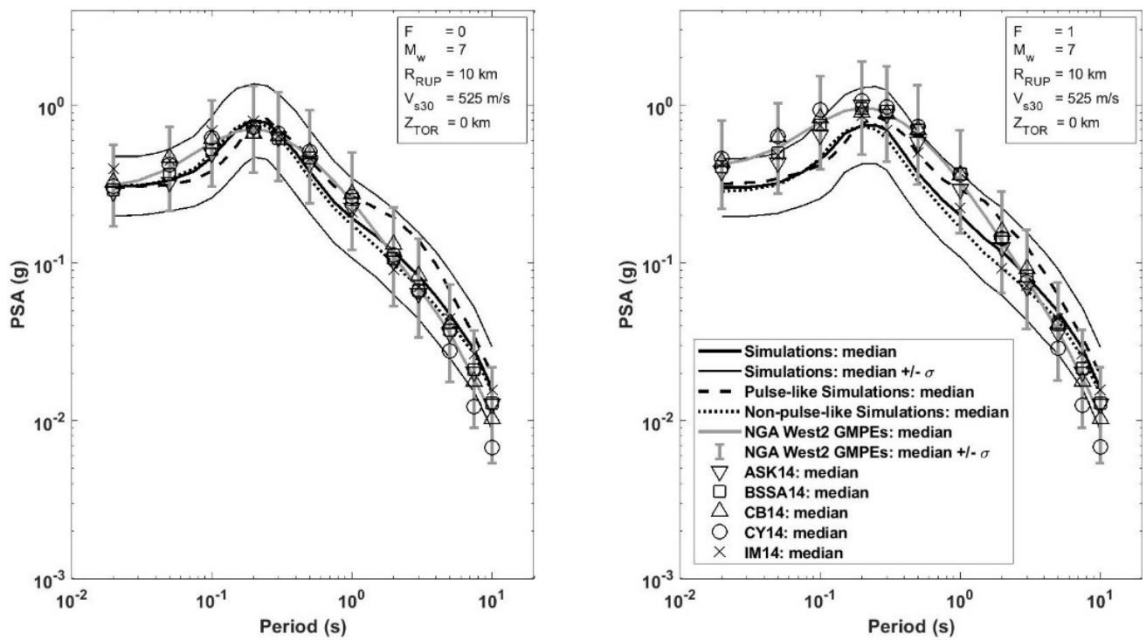 F = 0
M_w = 7
R_RUP = 10 km
V_s30 = 525 m/s
Z_TOR = 0 km
10^1
10^0
10^-1
10^-2
10^-3
PSA (g)
10^-2 10^-1 10^0 10^1
Period (s)
F = 1
M_w = 7
R_RUP = 10 km
V_s30 = 525 m/s
Z_TOR = 0 km
10^1
10^0
10^-1
10^-2
10^-3
PSA (g)
Simulations: median
Simulations: median +/- σ
Pulse-like Simulations: median
Non-pulse-like Simulations: median
NGA West2 GMPEs: median
NGA West2 GMPEs: median +/- σ
ASK14: median
BSSA14: median
CB14: median
CY14: median
IM14: median
10^-2 10^-1 10^0 10^1
Period (s)